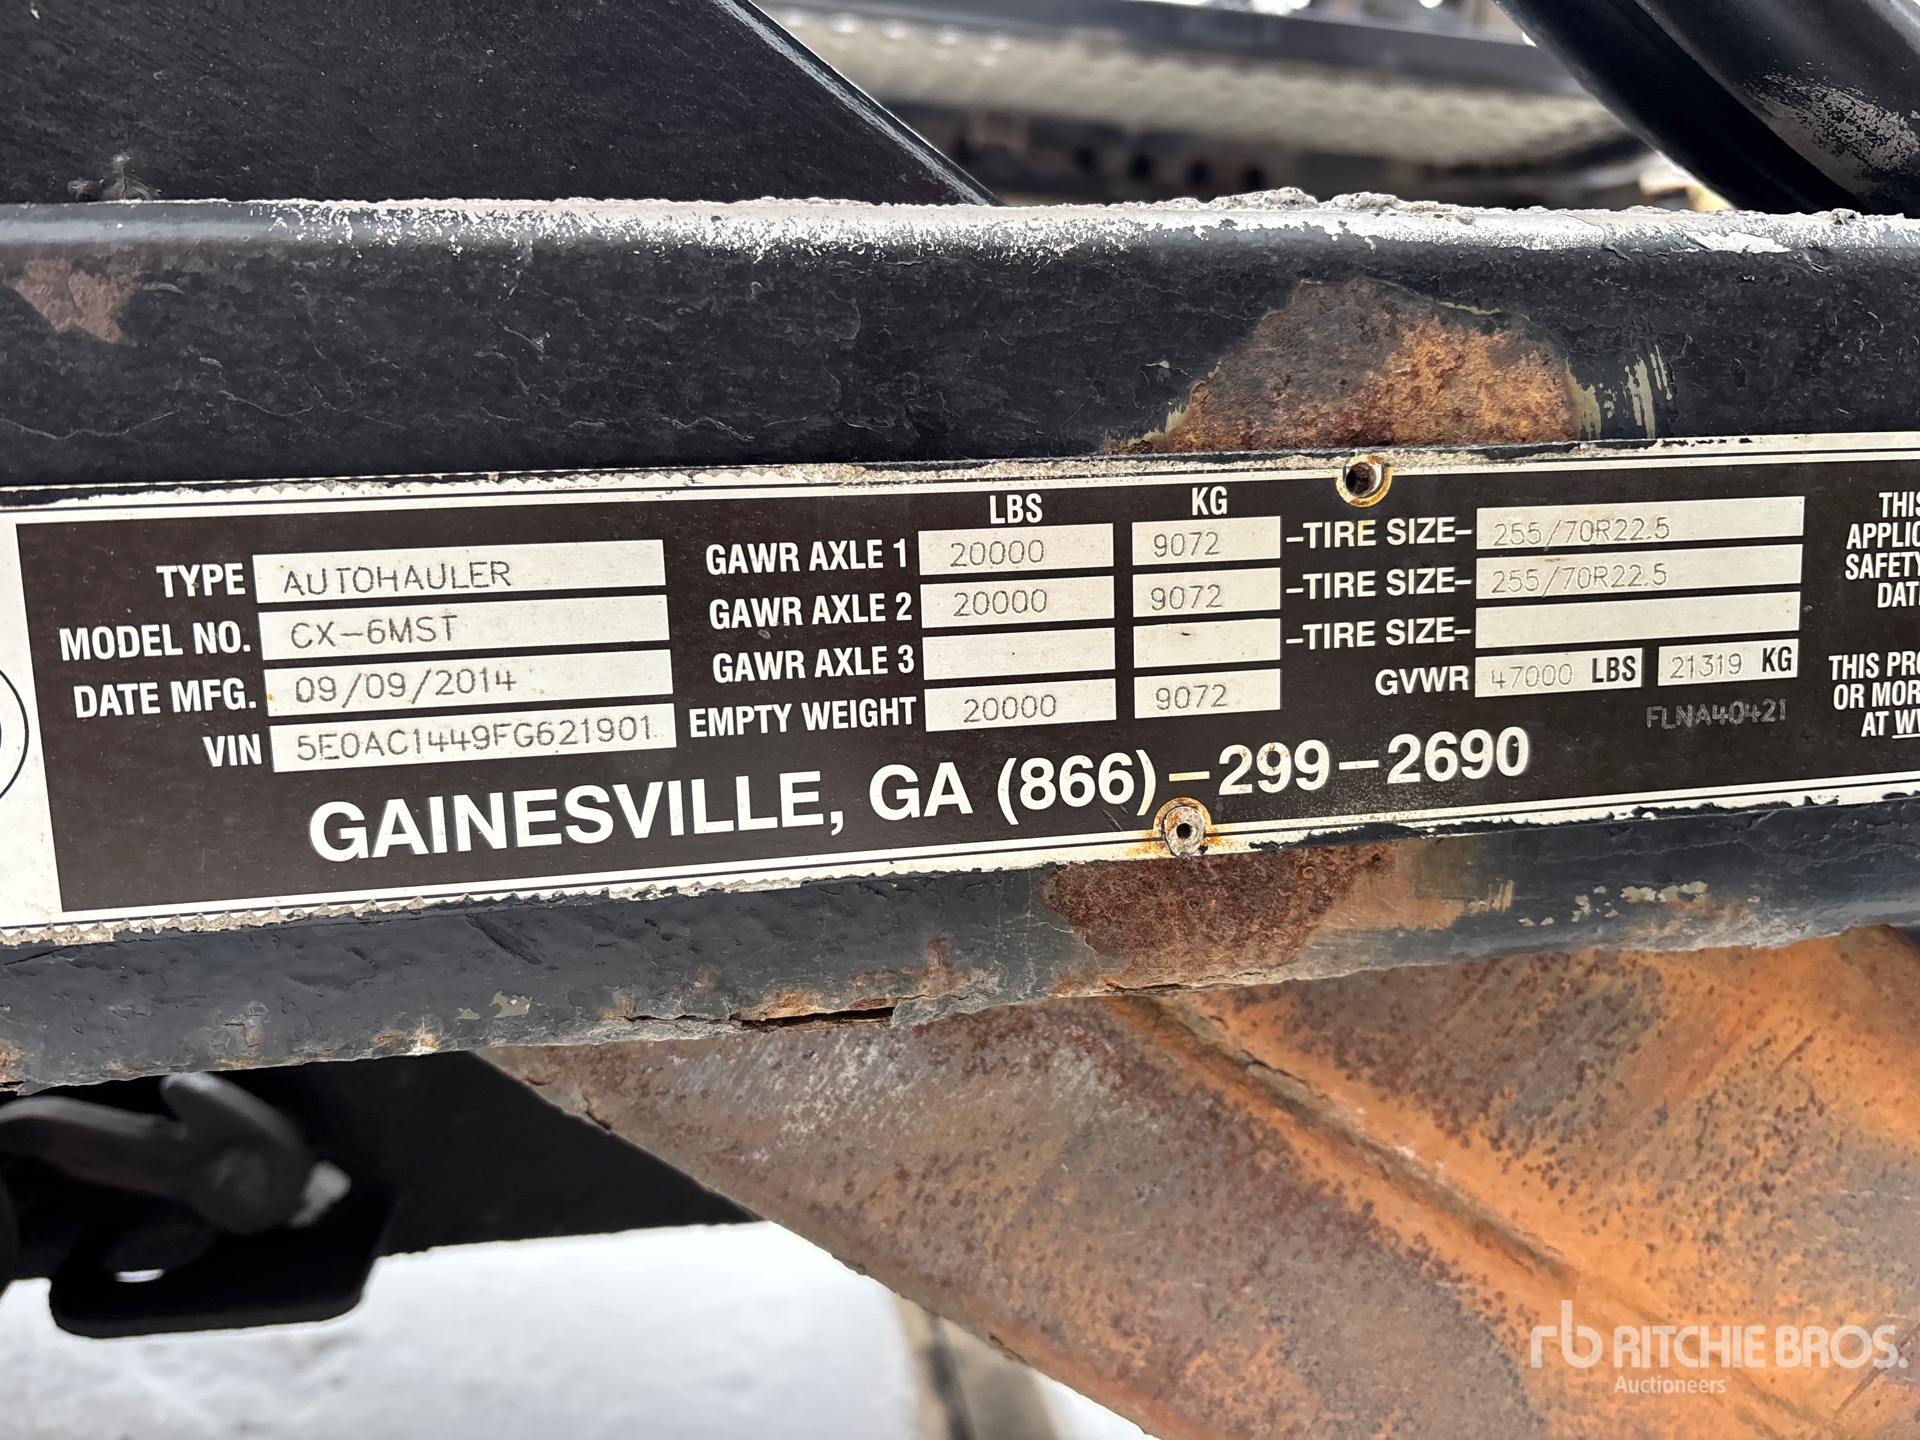 TYPE AUTOHAULER
MODEL NO. CX-6MST
DATE MFG. 09/09/2014
VIN 5E0AC1449FG621901
LBS KG
GAWR AXLE 1 20000 9072 -TIRE SIZE- 255/70R22.5
GAWR AXLE 2 20000 9072 -TIRE SIZE- 255/70R22.5
GAWR AXLE 3 -TIRE SIZE-
EMPTY WEIGHT 20000 9072 GVWR 47000 LBS 21319 KG
FLNA40421
GAINESVILLE, GA (866)-299-2690
THIS
APPLIC
SAFETY
DAT
THIS PRO
OR MOR
AT W
rb RITCHIE BROS.
Auctioneers